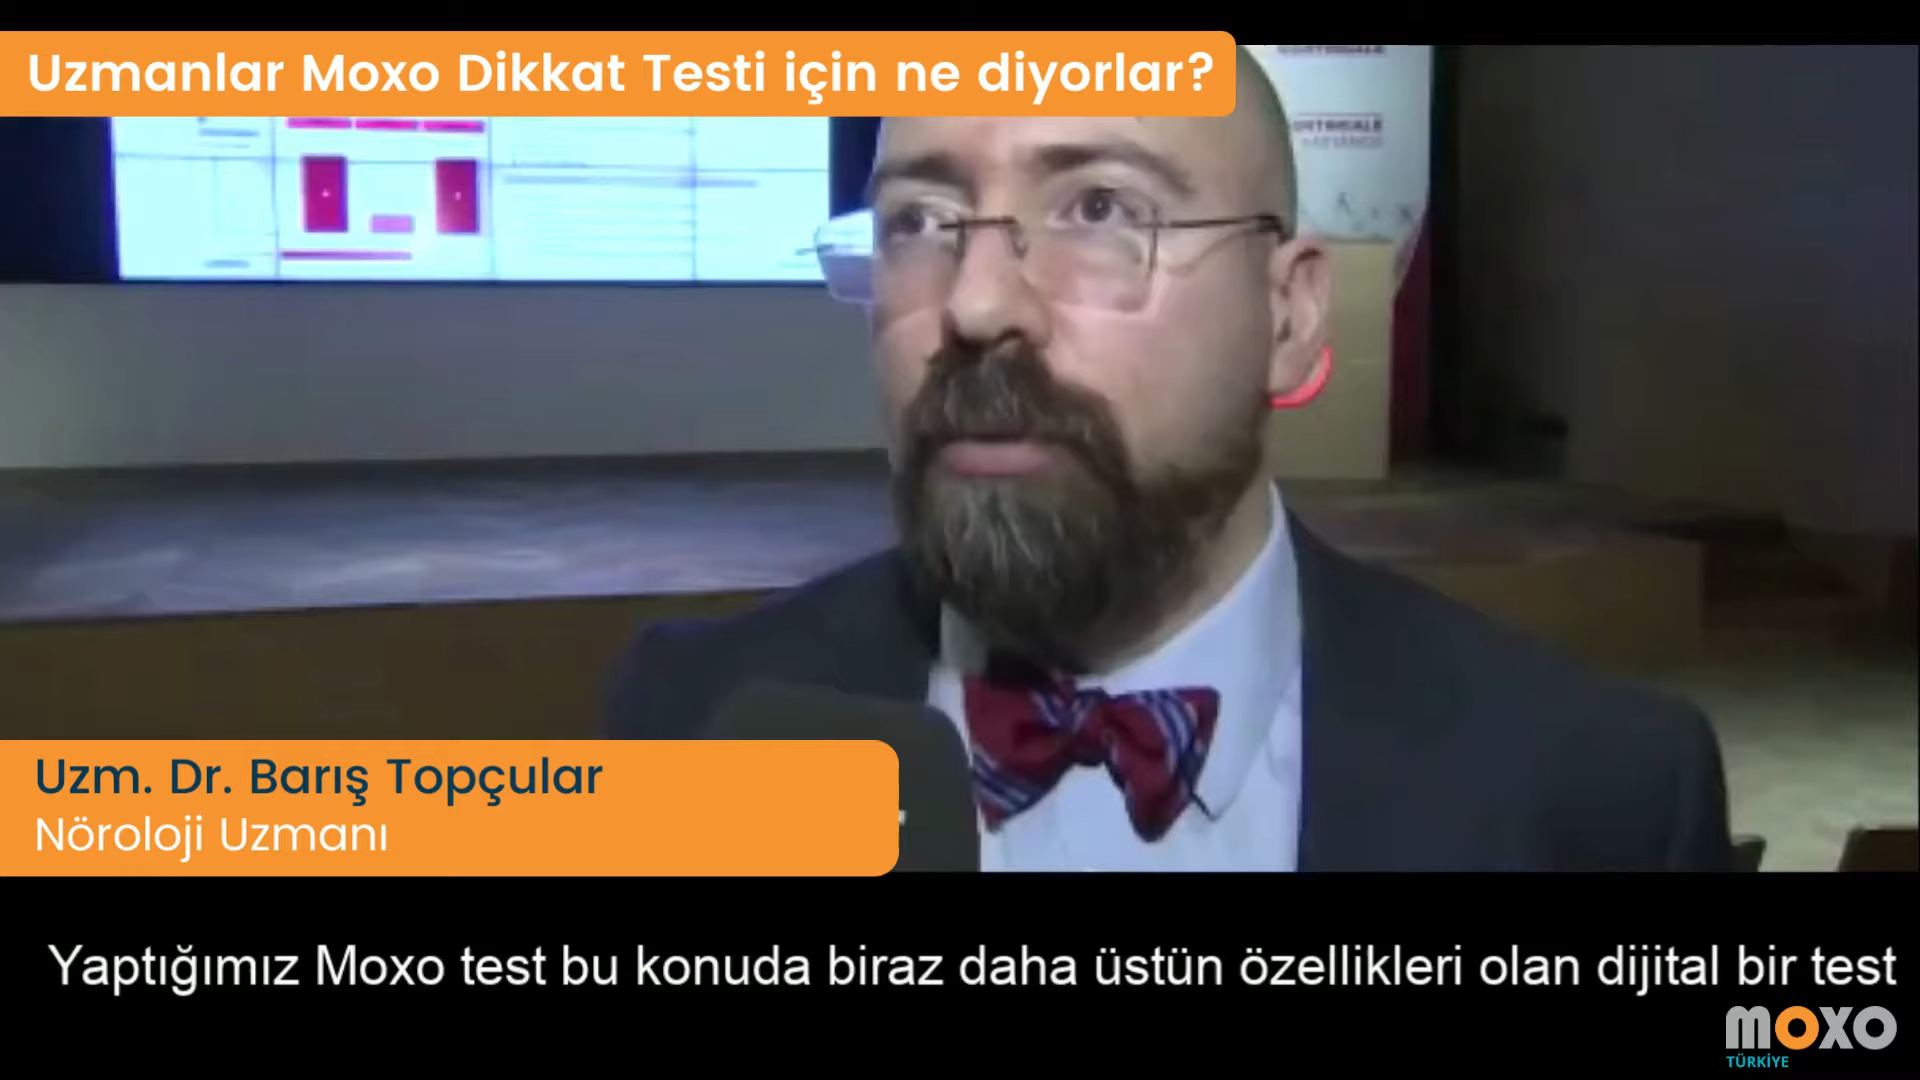 Uzmanlar Moxo Dikkat Testi için ne diyorlar?
Uzm. Dr. Barış Topçular
Nöroloji Uzmanı
Yaptığımız Moxo test bu konuda biraz daha üstün özellikleri olan dijital bir test
moxo
TÜRKİYE